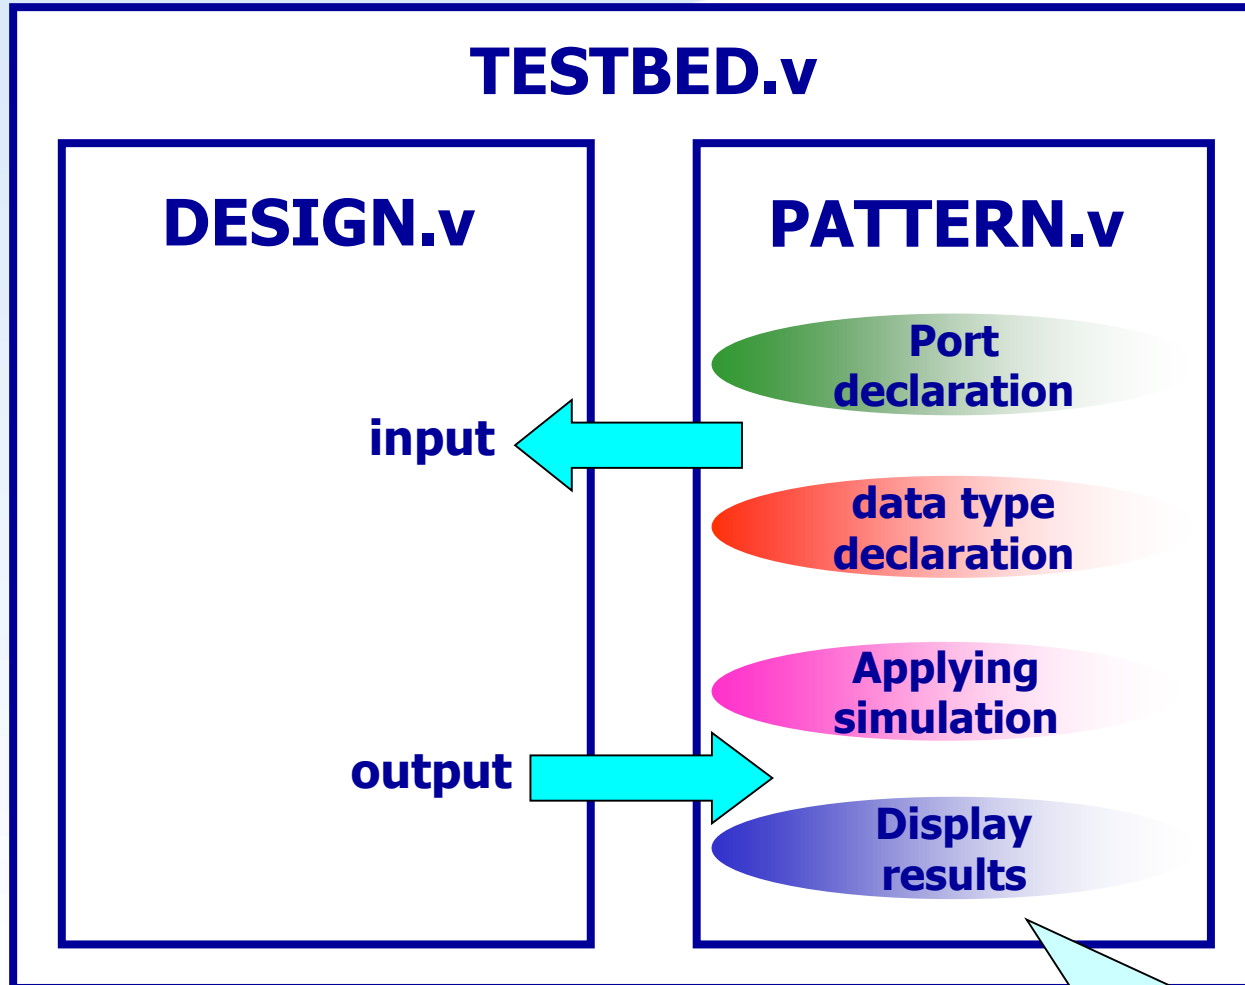 TESTBED.v
DESIGN.v
input
output
PATTERN.v
Port
declaration
data type
declaration
Applying
simulation
Display
results